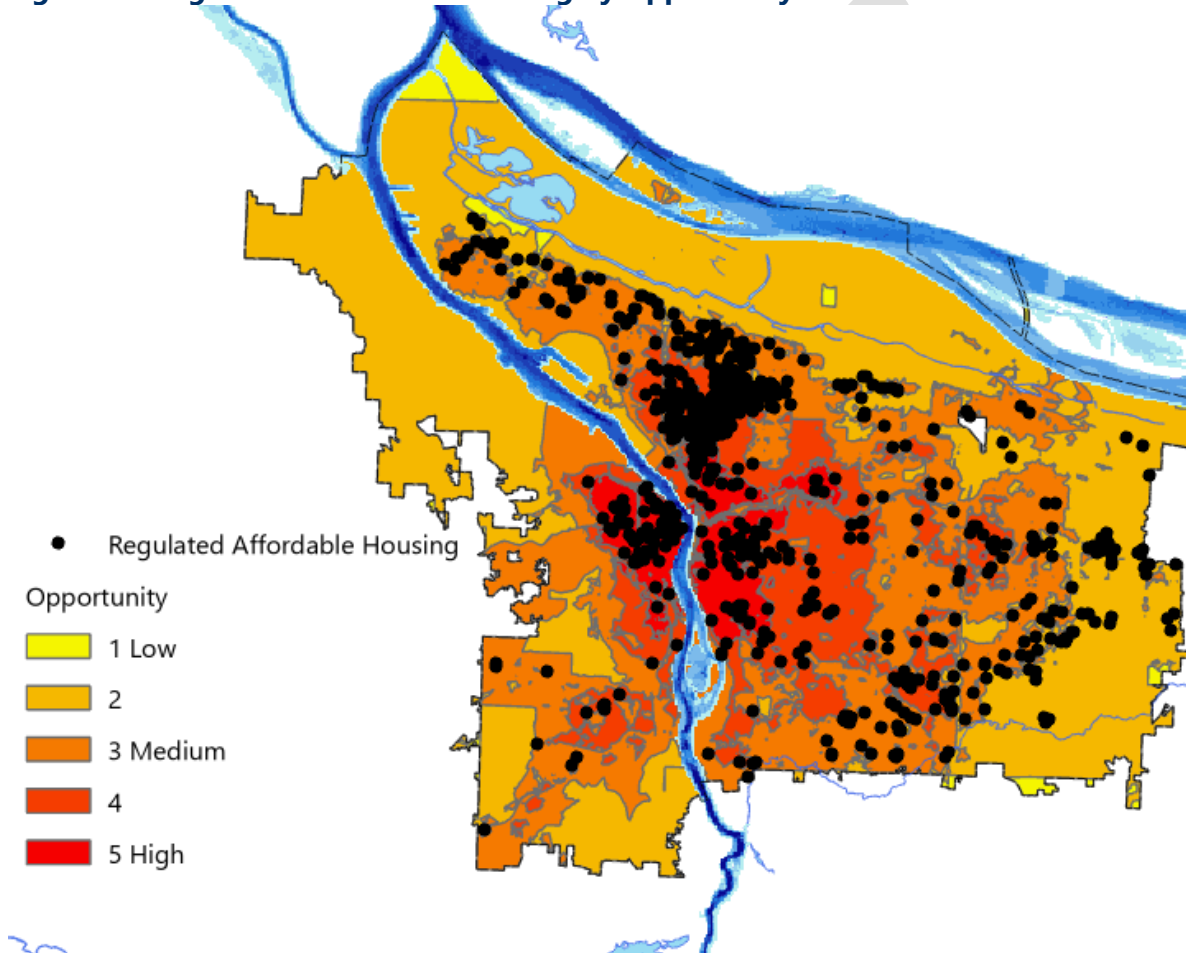 Regulated Affordable Housing
Opportunity
1 Low
2
3 Medium
4
5 High